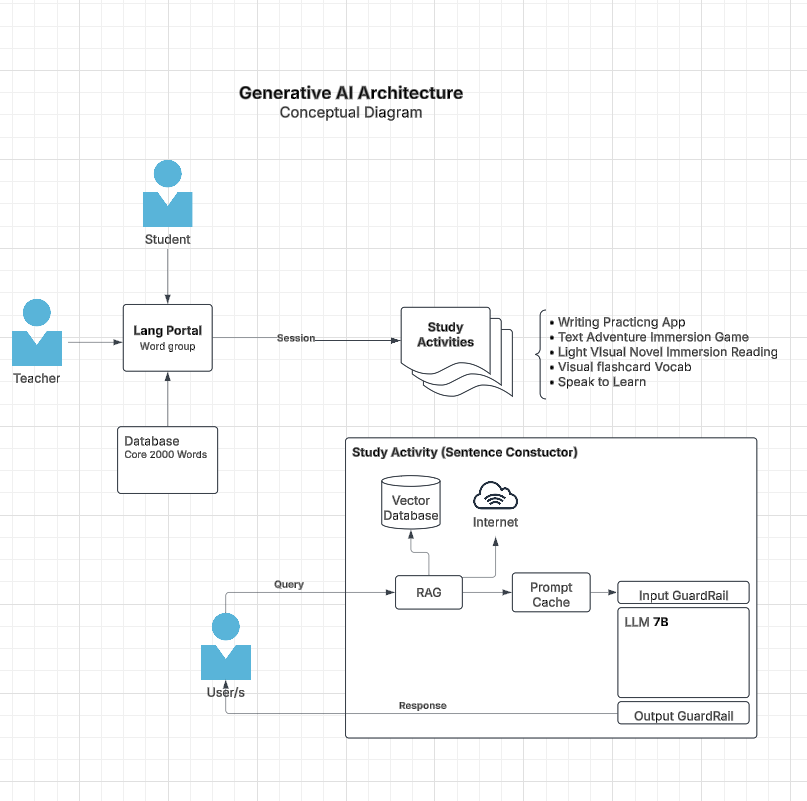 Generative AI Architecture
Conceptual Diagram
Student
Teacher
Lang Portal
Word group
Session
Study
Activities
• Writing Practicng App
• Text Adventure Immersion Game
• Light VIsual Novel Immersion Reading
• Visual flashcard Vocab
• Speak to Learn
Database
Core 2000 Words
Study Activity (Sentence Constuctor)
Vector
Database
Internet
Query
RAG
Prompt
Cache
Input GuardRail
LLM 7B
User/s
Response
Output GuardRail